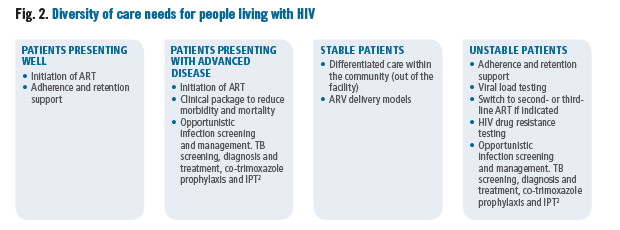 Fig. 2. Diversity of care needs for people living with HIV
PATIENTS PRESENTING
WELL
• Initiation of ART
• Adherence and retention
support
PATIENTS PRESENTING
WITH ADVANCED
DISEASE
• Initiation of ART
• Clinical package to reduce
morbidity and mortality
• Opportunistic
infection screening
and management. TB
screening, diagnosis and
treatment, co-trimoxazole
prophylaxis and IPT²
STABLE PATIENTS
• Differentiated care within
the community (out of the
facility)
• ARV delivery models
UNSTABLE PATIENTS
• Adherence and retention
support
• Viral load testing
• Switch to second- or third-
line ART if indicated
• HIV drug resistance
testing
• Opportunistic
infection screening
and management. TB
screening, diagnosis and
treatment, co-trimoxazole
prophylaxis and IPT²